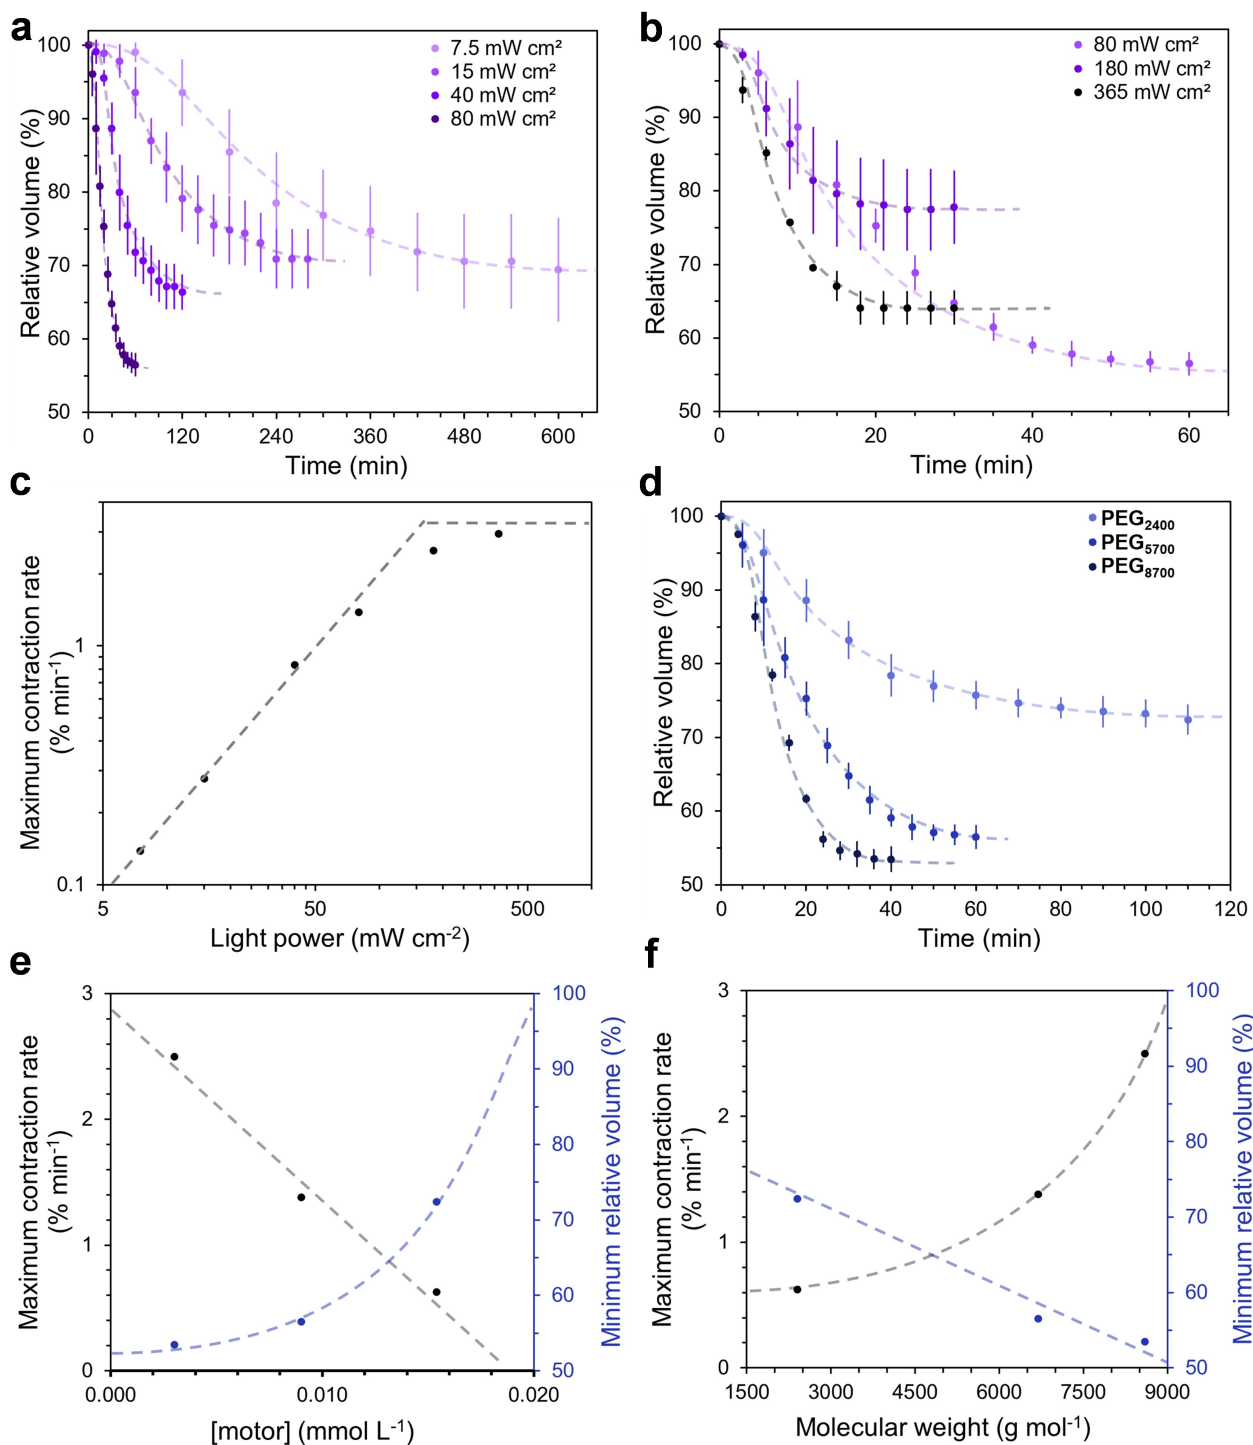 a
100
90
80
70
60
50
Relative volume (%)
7.5 mW cm²
15 mW cm²
40 mW cm²
80 mW cm²
0
120
240
360
480
600
Time (min)
b
100
90
80
70
60
50
Relative volume (%)
80 mW cm²
180 mW cm²
365 mW cm²
0
20
40
60
Time (min)
c
1
0.1
Maximum contraction rate
(% min⁻¹)
5
50
500
Light power (mW cm⁻²)
d
100
90
80
70
60
50
Relative volume (%)
PEG₂₄₀₀
PEG₅₇₀₀
PEG₈₇₀₀
0
20
40
60
80
100
120
Time (min)
e
3
2
1
0
Maximum contraction rate
(% min⁻¹)
100
90
80
70
60
50
Minimum relative volume (%)
0.000
0.010
0.020
[motor] (mmol L⁻¹)
f
3
2
1
0
Maximum contraction rate
(% min⁻¹)
100
90
80
70
60
50
Minimum relative volume (%)
1500
3000
4500
6000
7500
9000
Molecular weight (g mol⁻¹)